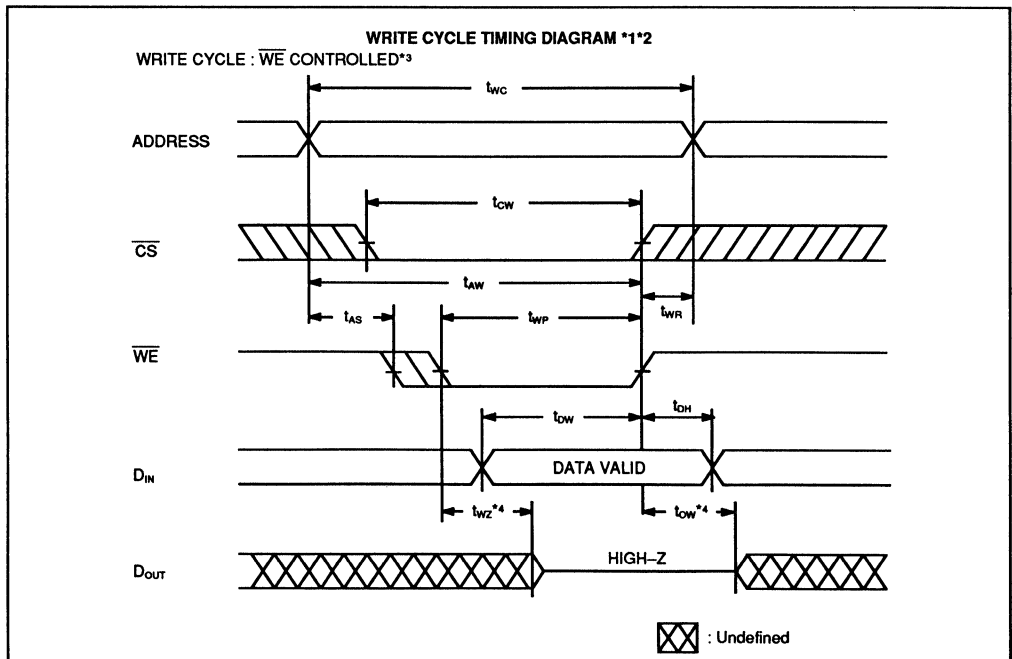 WRITE CYCLE TIMING DIAGRAM *1*2
WRITE CYCLE : WE CONTROLLED*3
tWC
ADDRESS
tCW
CS
tAW
tAS
tWP
tWR
WE
tDW
tDH
DIN
DATA VALID
tWZ*4
tOW*4
DOUT
HIGH–Z
: Undefined